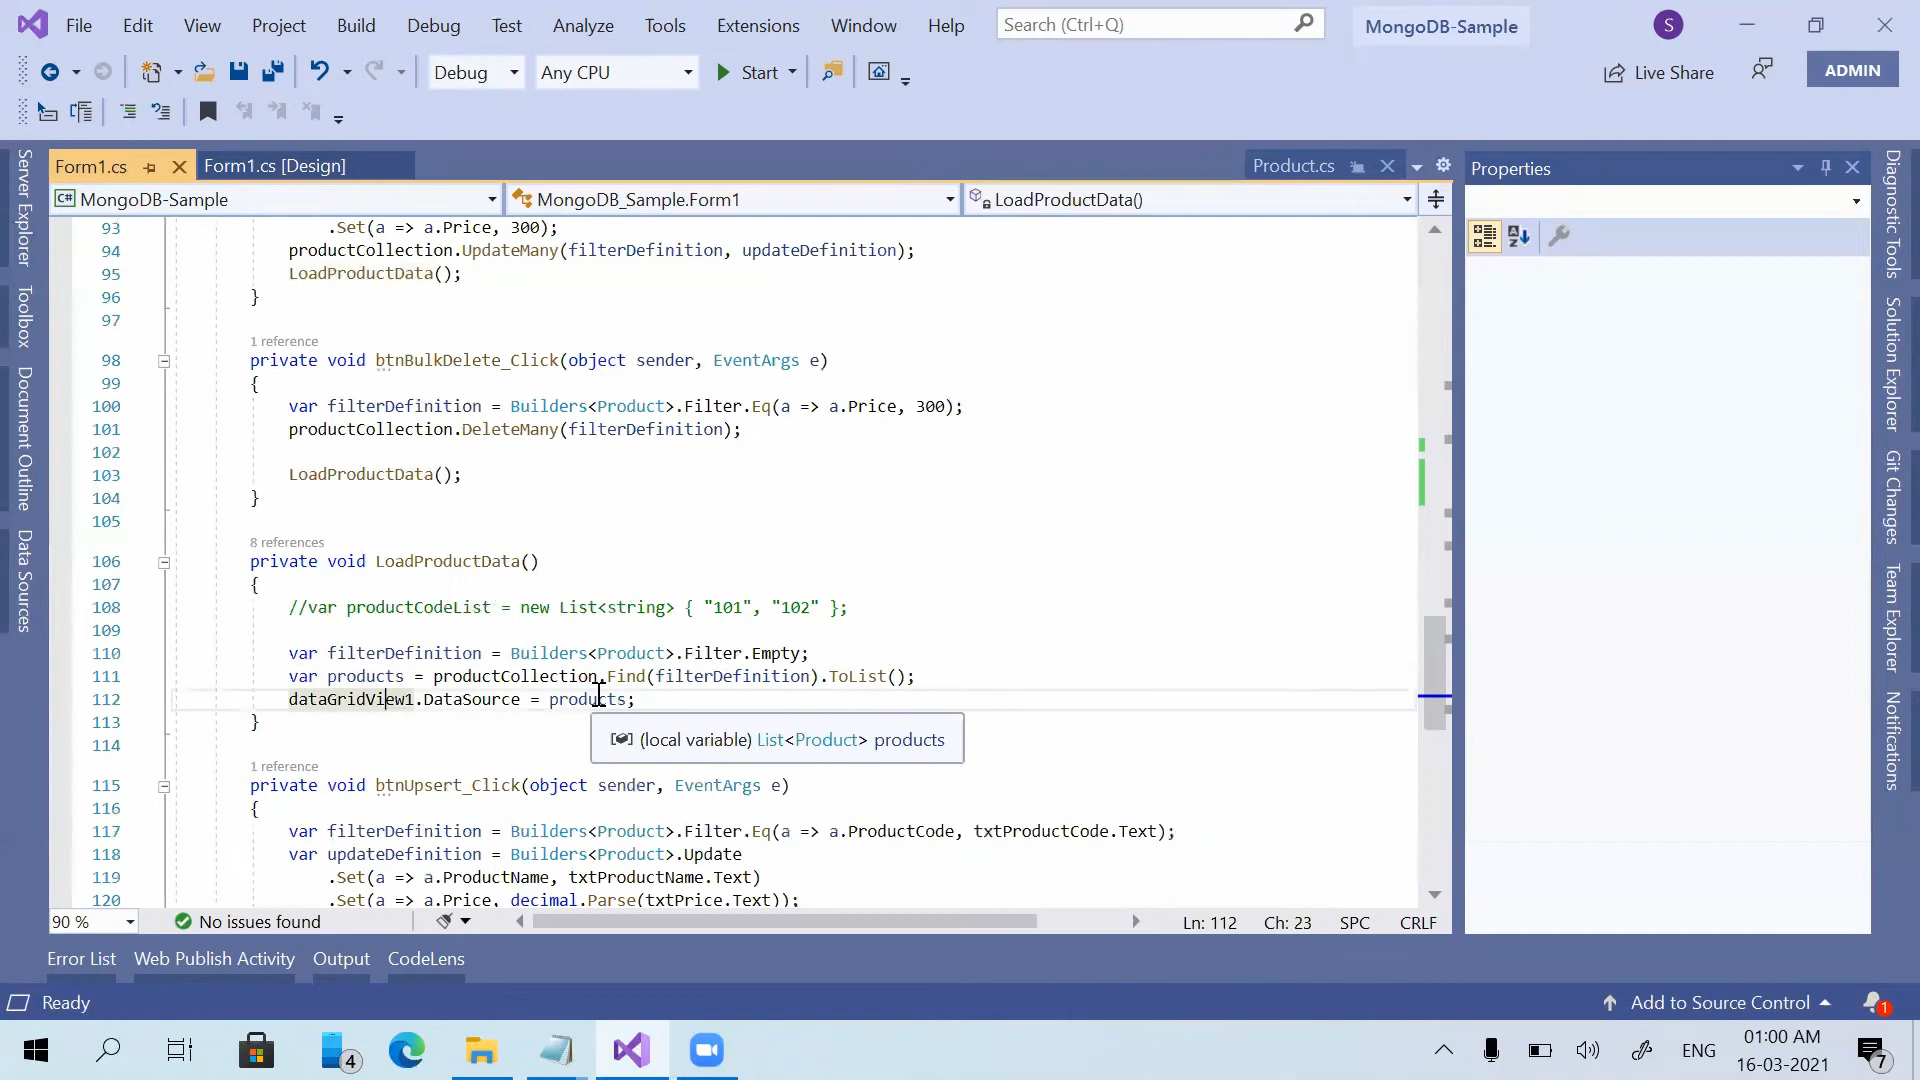 File Edit View Project Build Debug Test Analyze Tools Extensions Window Help Search (Ctrl+Q) MongoDB-Sample S
Debug Any CPU Start Live Share ADMIN
Form1.cs Form1.cs [Design] Product.cs
MongoDB-Sample MongoDB_Sample.Form1 LoadProductData()
93 .Set(a => a.Price, 300);
94 productCollection.UpdateMany(filterDefinition, updateDefinition);
95 LoadProductData();
96 }
97
1 reference
98 private void btnBulkDelete_Click(object sender, EventArgs e)
99 {
100 var filterDefinition = Builders<Product>.Filter.Eq(a => a.Price, 300);
101 productCollection.DeleteMany(filterDefinition);
102
103 LoadProductData();
104 }
105
8 references
106 private void LoadProductData()
107 {
108 //var productCodeList = new List<string> { "101", "102" };
109
110 var filterDefinition = Builders<Product>.Filter.Empty;
111 var products = productCollection.Find(filterDefinition).ToList();
112 dataGridView1.DataSource = products;
113 }
(local variable) List<Product> products
114
1 reference
115 private void btnUpsert_Click(object sender, EventArgs e)
116 {
117 var filterDefinition = Builders<Product>.Filter.Eq(a => a.ProductCode, txtProductCode.Text);
118 var updateDefinition = Builders<Product>.Update
119 .Set(a => a.ProductName, txtProductName.Text)
120 .Set(a => a.Price, decimal.Parse(txtPrice.Text));
90 % No issues found Ln: 112 Ch: 23 SPC CRLF
Server Explorer
Toolbox
Document Outline
Data Sources
Properties
Diagnostic Tools
Solution Explorer
Git Changes
Team Explorer
Notifications
Error List Web Publish Activity Output CodeLens
Ready Add to Source Control 1
4 ENG 01:00 AM
16-03-2021 7